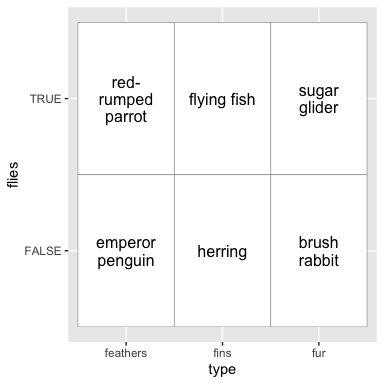 red-
rumped
parrot
flying fish
sugar
glider
TRUE
emperor
penguin
herring
brush
rabbit
FALSE
flies
feathers
fins
fur
type